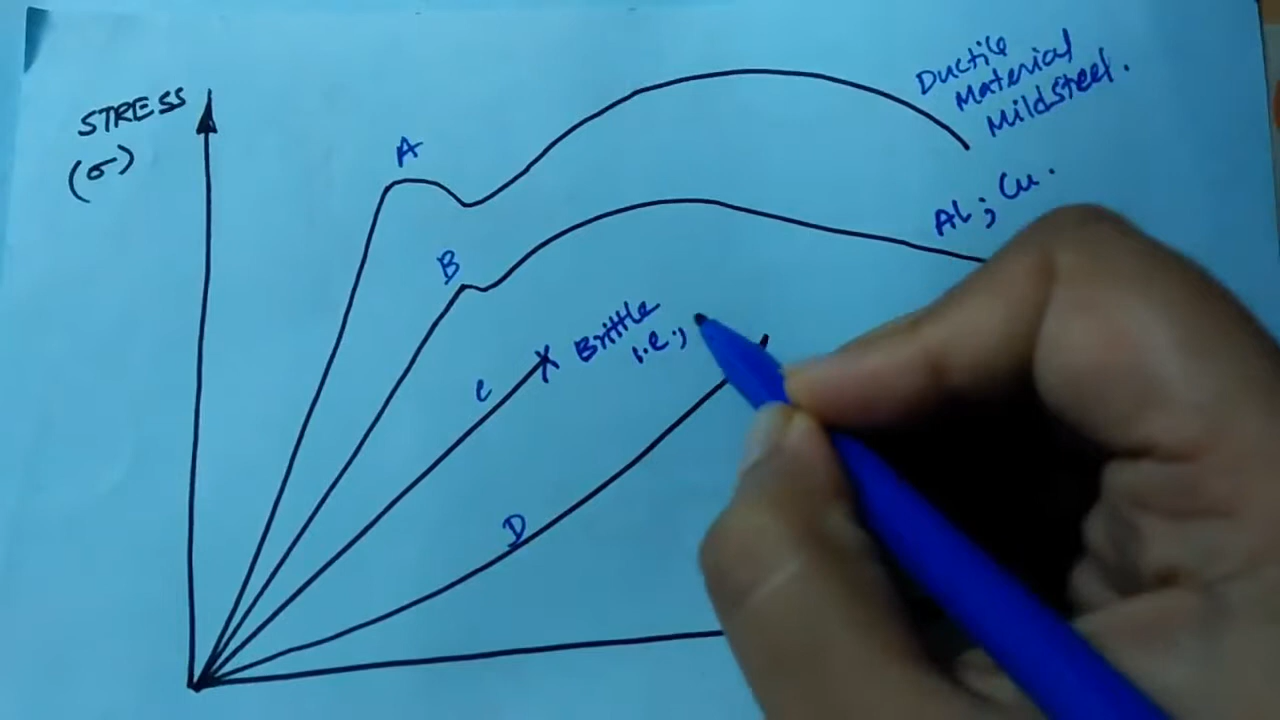 STRESS
(σ)
A
Ductile
Material
Mildsteel.
B
AL; Cu.
C
Brittle
i.e.,
D